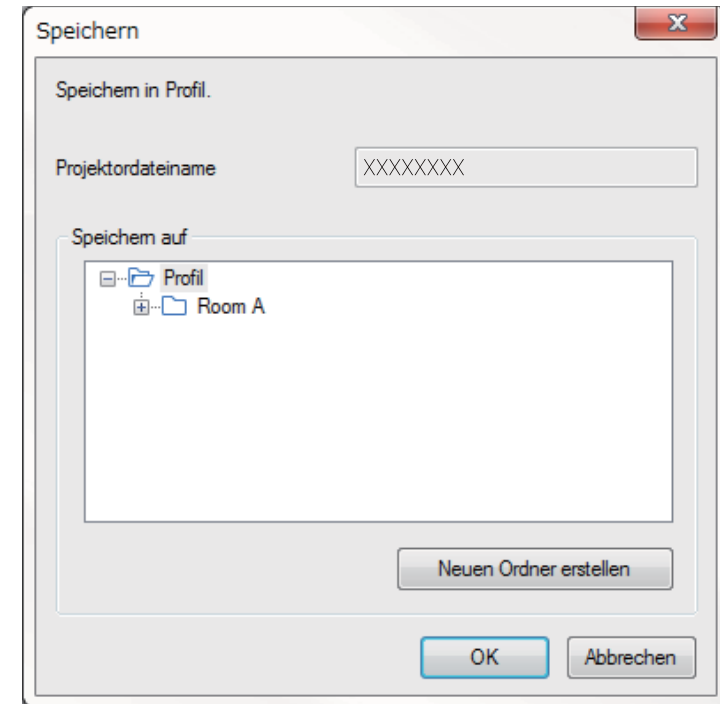 Speichern
Speichern in Profil.
Projektordateiname XXXXXXXX
Speichern auf
Profil
Room A
Neuen Ordner erstellen
OK Abbrechen